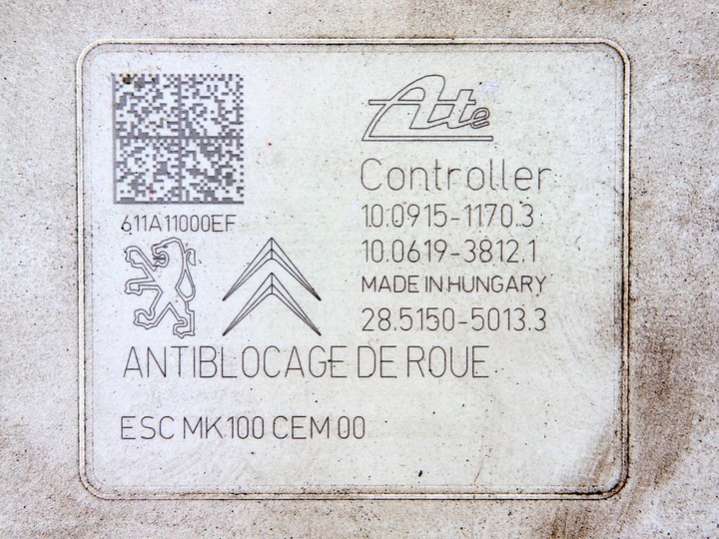 Ate
Controller
10.0915-1170.3
611A11000EF
10.0619-3812.1
MADE IN HUNGARY
28.5150-5013.3
ANTIBLOCAGE DE ROUE
ESC MK100 CEM 00